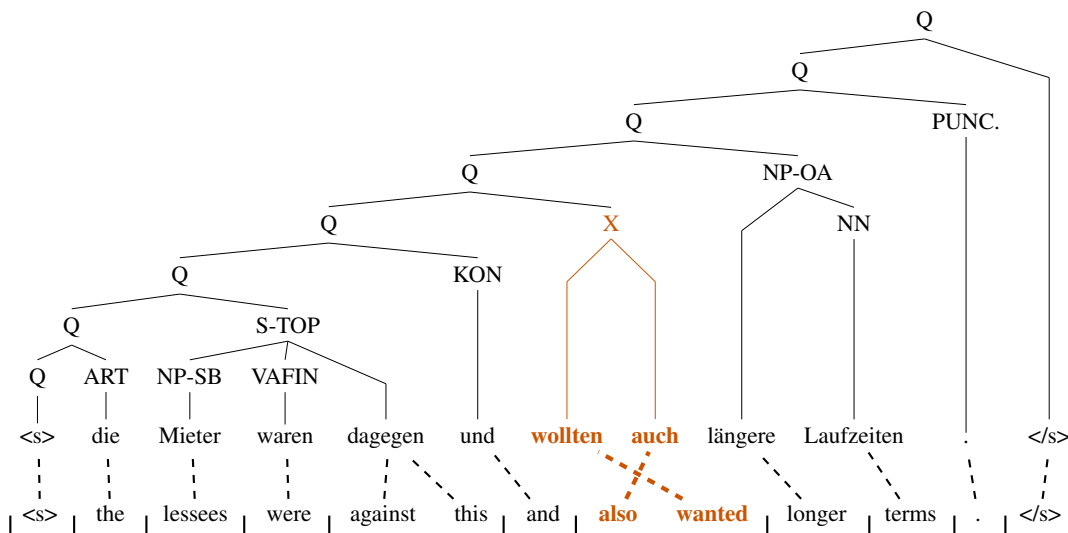 Q
Q
Q PUNC.
Q NP-OA
Q X NN
Q KON
Q S-TOP
Q ART NP-SB VAFIN
<s> die Mieter waren dagegen und wollten auch längere Laufzeiten . </s>
<s> the lessees were against this and also wanted longer terms . </s>